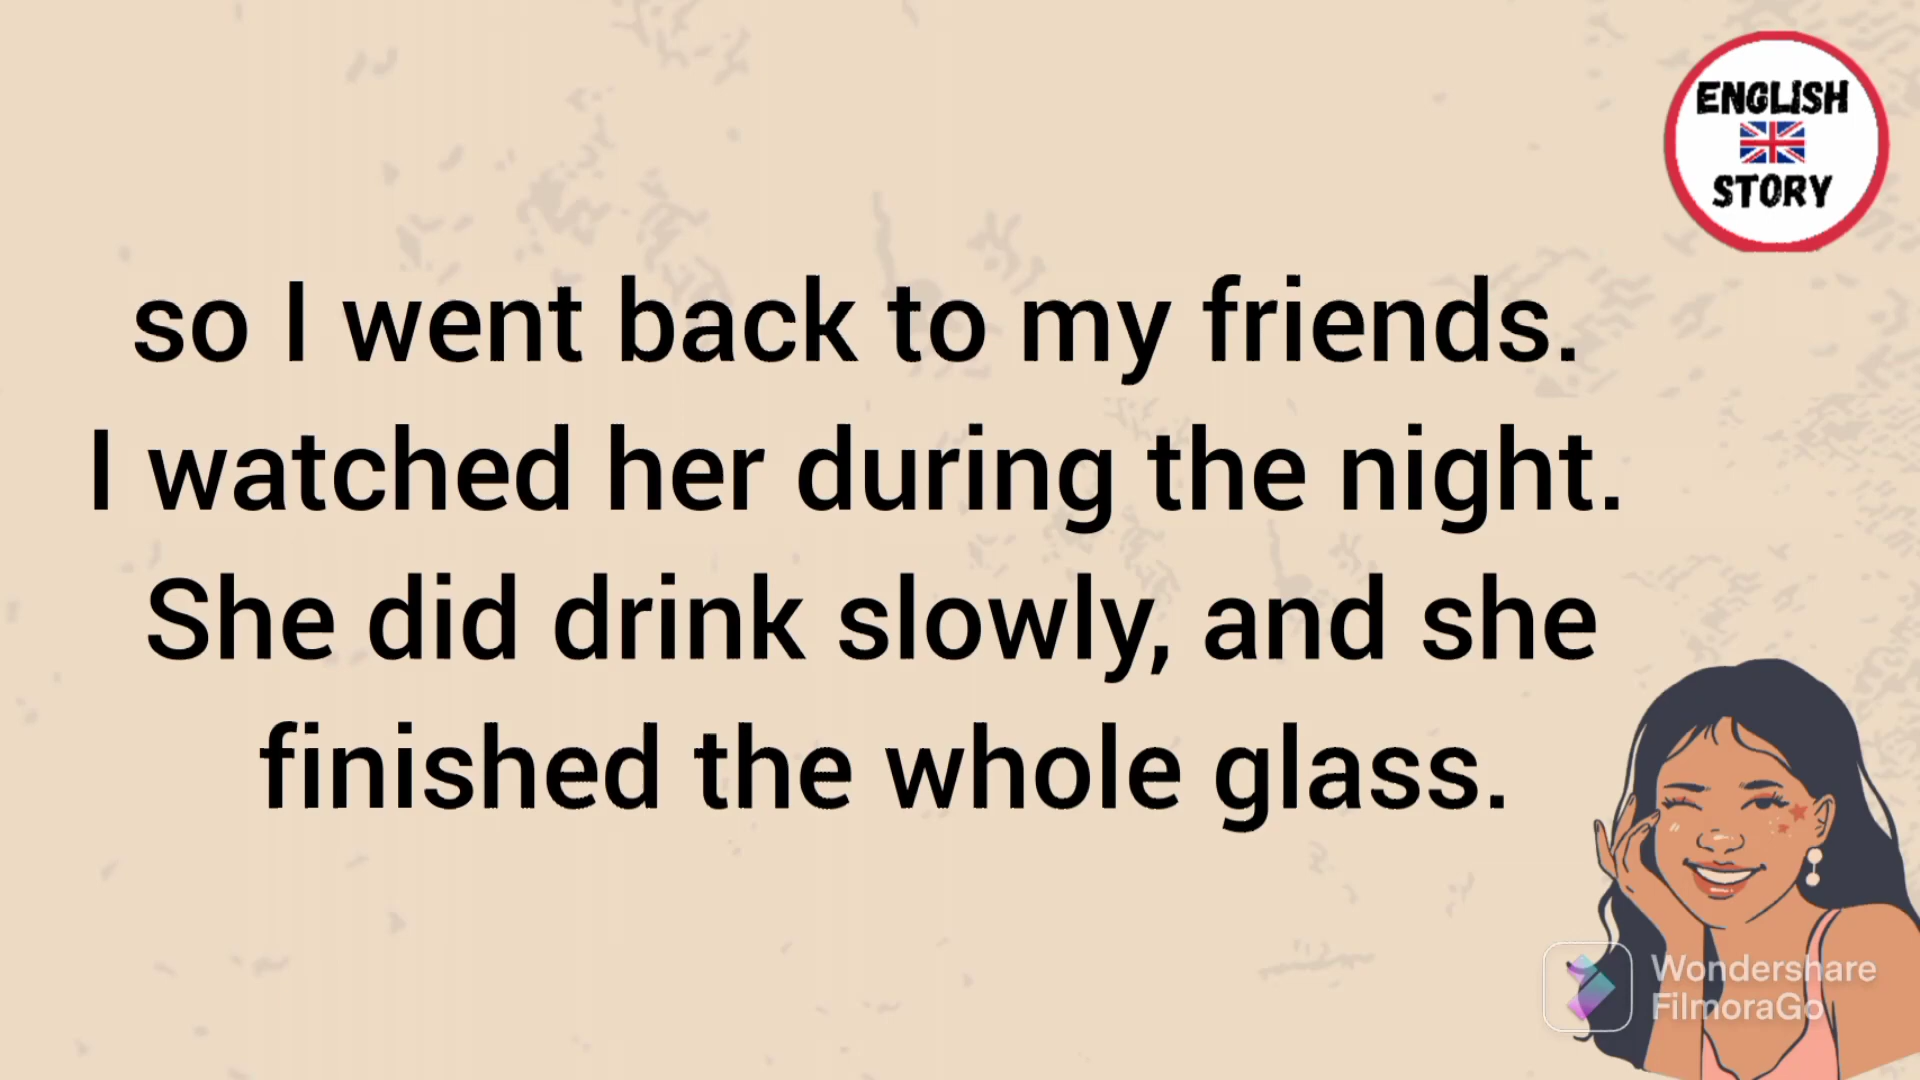 ENGLISH
STORY
so I went back to my friends.
I watched her during the night.
She did drink slowly, and she
finished the whole glass.
Wondershare
FilmoraGo